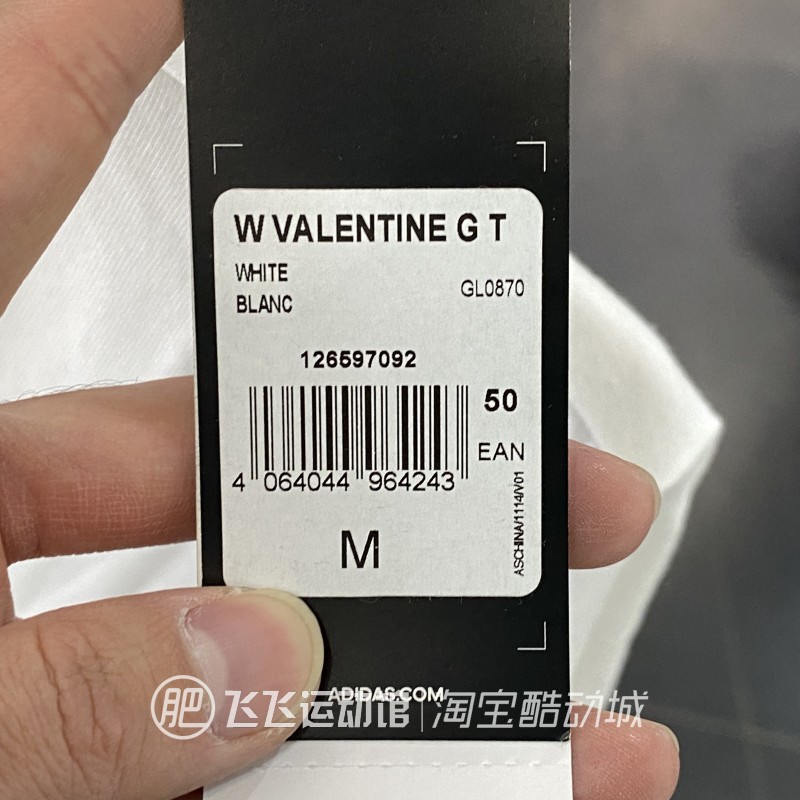 W VALENTINE G T
WHITE
BLANC
GL0870
126597092
50
EAN
4 064044 964243
M
ASCHINA/1114/V01
ADIDAS.COM
肥 飞飞运动馆|淘宝酷动城